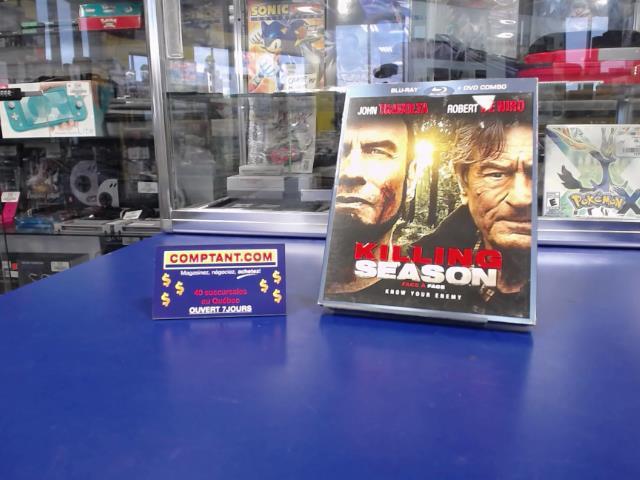 SONIC
BLU-RAY + DVD COMBO
JOHN TRAVOLTA ROBERT DE NIRO
KILLING
SEASON
FACE À FACE
KNOW YOUR ENEMY
COMPTANT.COM
Magasinez, négociez, achetez!
40 succursales
au Québec
OUVERT 7JOURS
POKÉMON X
E